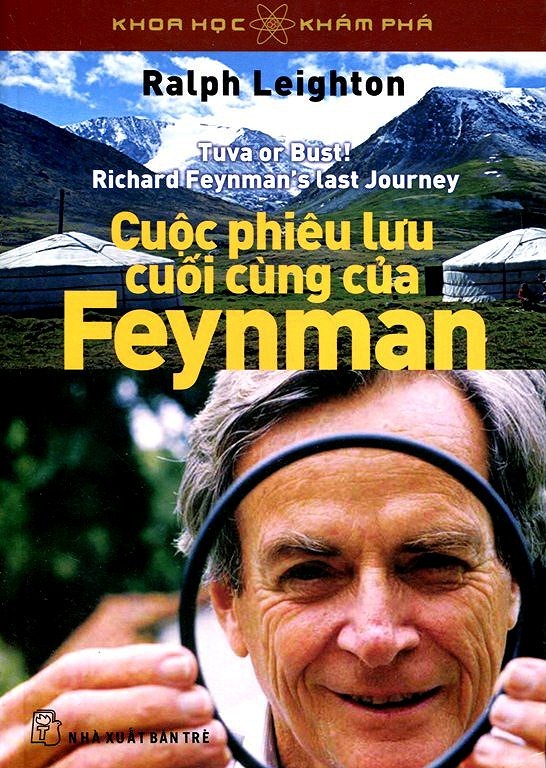 KHOA HỌC KHÁM PHÁ
Ralph Leighton
Tuva or Bust!
Richard Feynman's last Journey
Cuộc phiêu lưu
cuối cùng của
Feynman
NHÀ XUẤT BẢN TRẺ